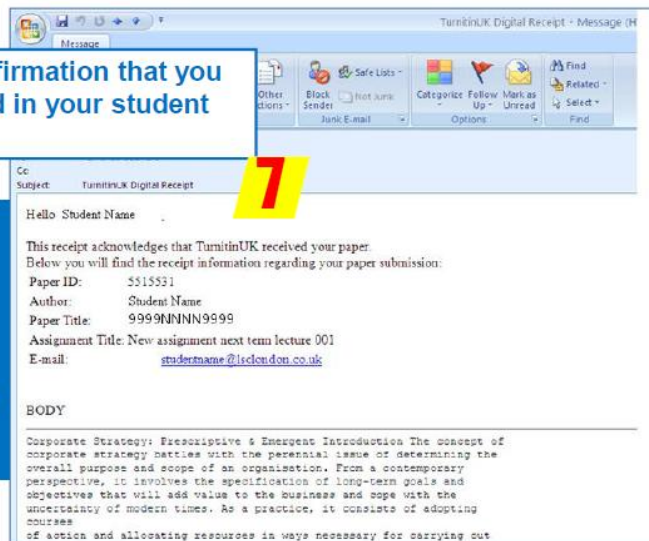 TurnitinUK Digital Receipt - Message (H
Message
firmation that you
d in your student
Other
ctions
Block
Sender
Safe Lists
Not Junk
Junk E-mail
Categorize
Follow
Up
Mark as
Unread
Options
Find
Related
Select
Find
Cc:
Subject: TurnitinUK Digital Receipt
7
Hello Student Name
This receipt acknowledges that TurnitinUK received your paper.
Below you will find the receipt information regarding your paper submission:
Paper ID: 5515531
Author: Student Name
Paper Title: 9999NNNN9999
Assignment Title: New assignment next term lecture 001
E-mail: studentname@lsclondon.co.uk
BODY
Corporate Strategy: Prescriptive & Emergent Introduction The concept of
corporate strategy battles with the perennial issue of determining the
overall purpose and scope of an organisation. From a contemporary
perspective, it involves the specification of long-term goals and
objectives that will add value to the business and cope with the
uncertainty of modern times. As a practice, it consists of adopting
courses
of action and allocating resources in ways necessary for carrying out